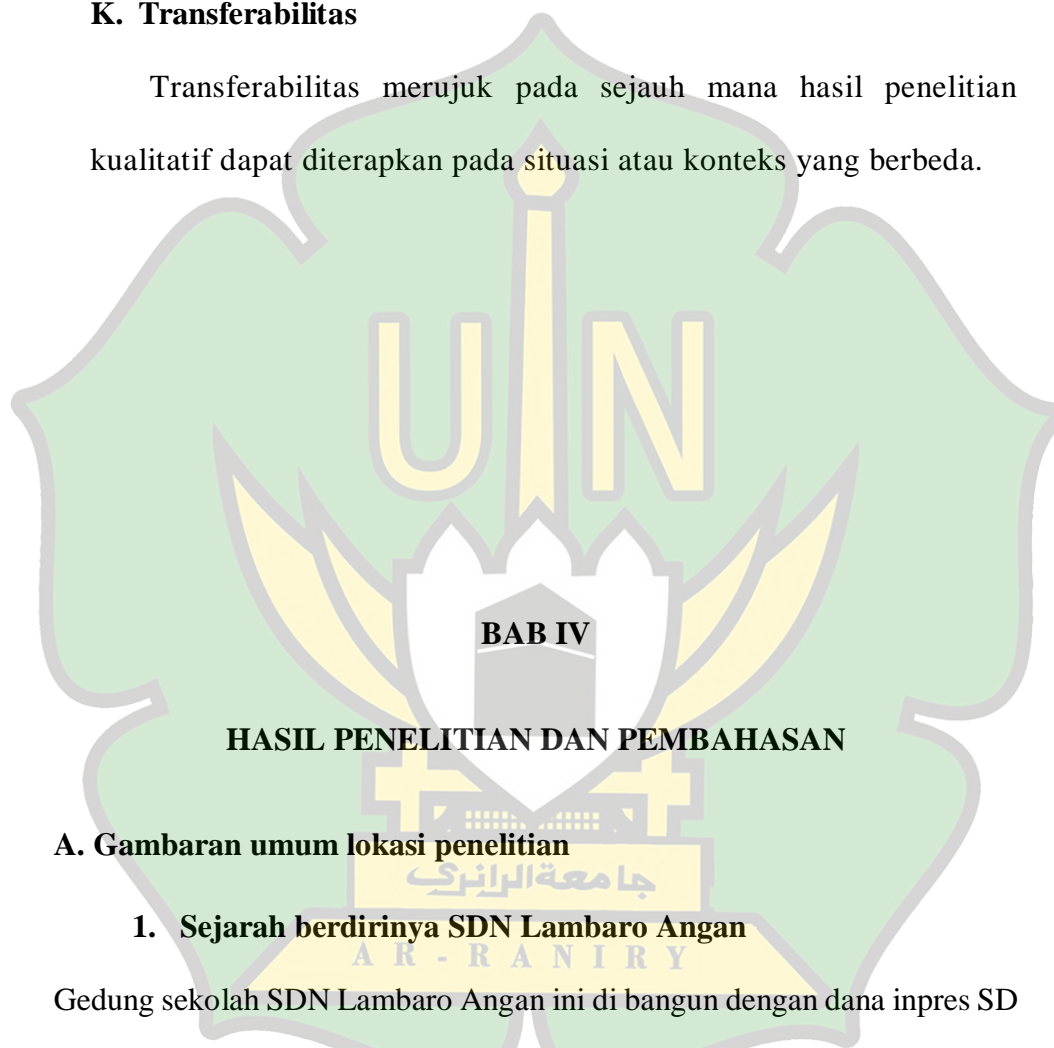 K. Transferabilitas
Transferabilitas merujuk pada sejauh mana hasil penelitian
kualitatif dapat diterapkan pada situasi atau konteks yang berbeda.
UIN
BAB IV
HASIL PENELITIAN DAN PEMBAHASAN
A. Gambaran umum lokasi penelitian
جامعة الرانري
1. Sejarah berdirinya SDN Lambaro Angan
AR-RANIRY
Gedung sekolah SDN Lambaro Angan ini di bangun dengan dana inpres SD